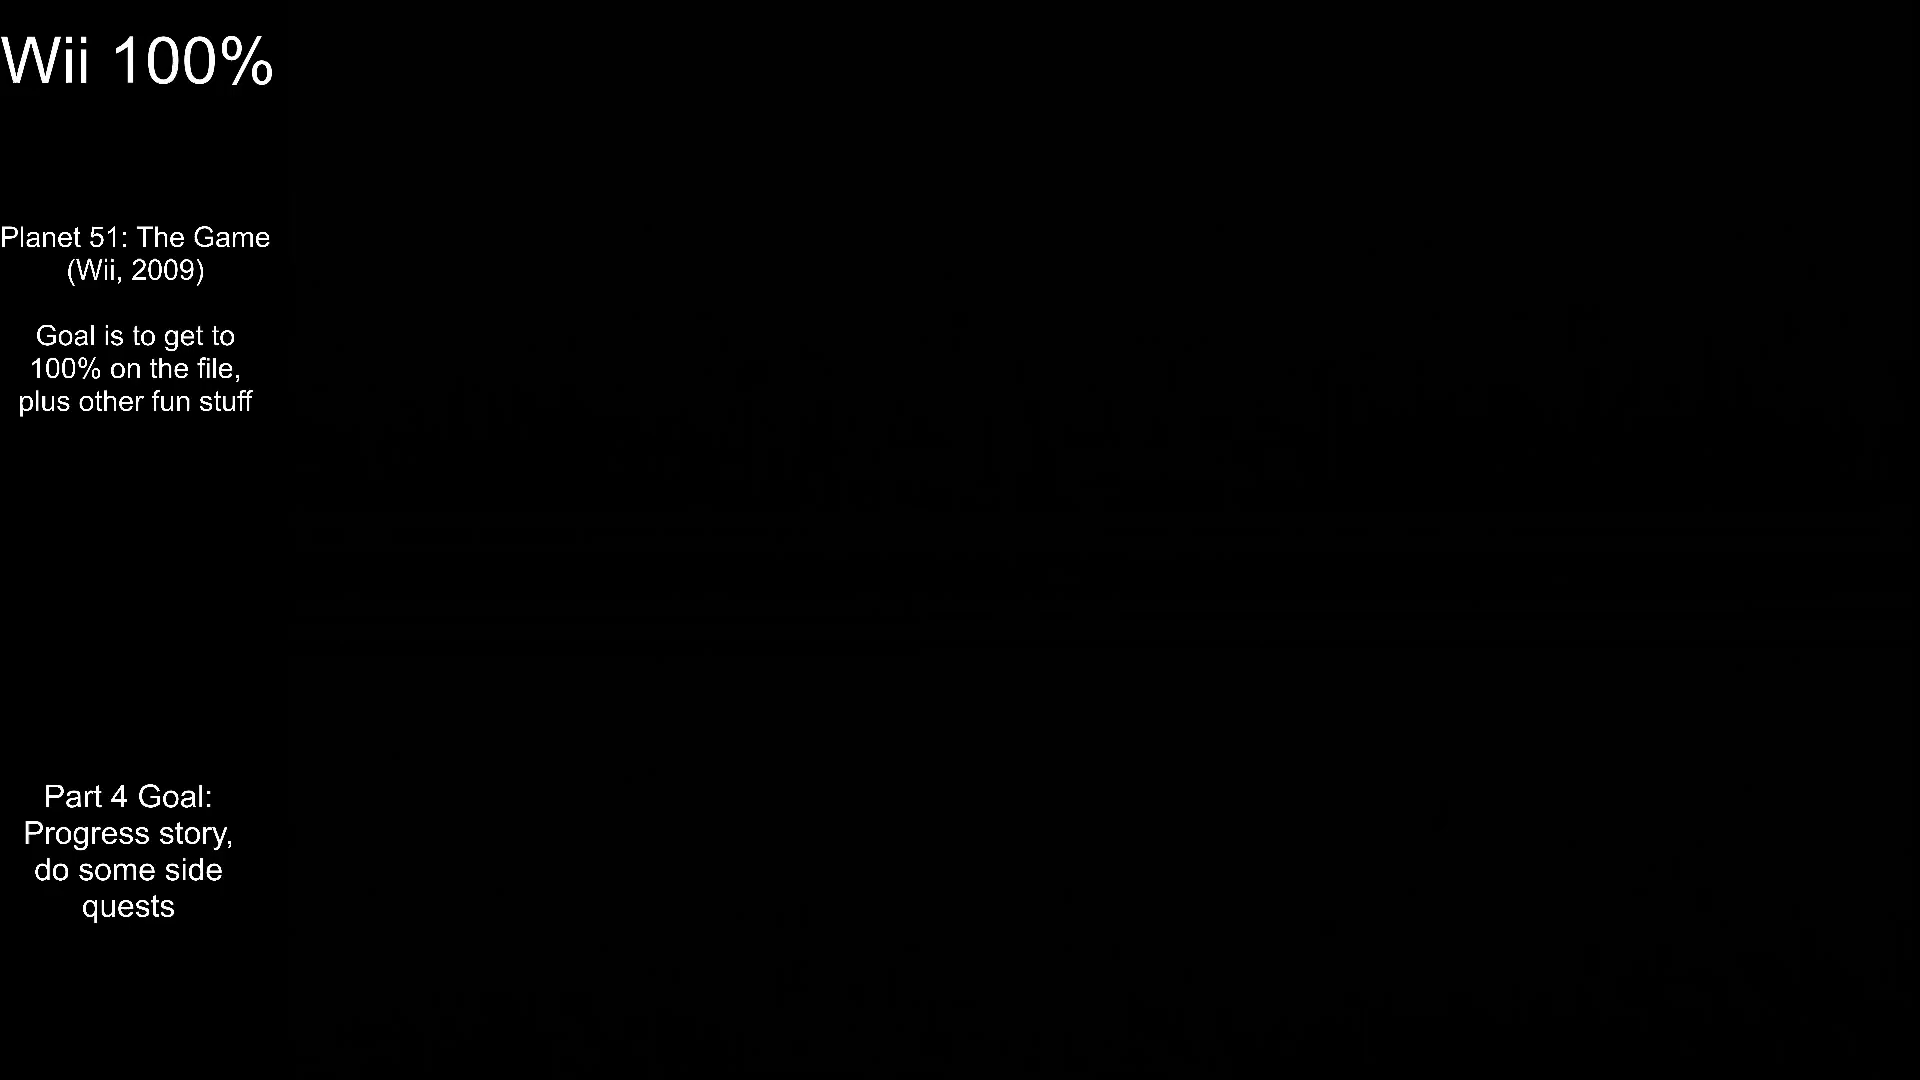 Wii 100%
Planet 51: The Game
(Wii, 2009)
Goal is to get to
100% on the file,
plus other fun stuff
Part 4 Goal:
Progress story,
do some side
quests